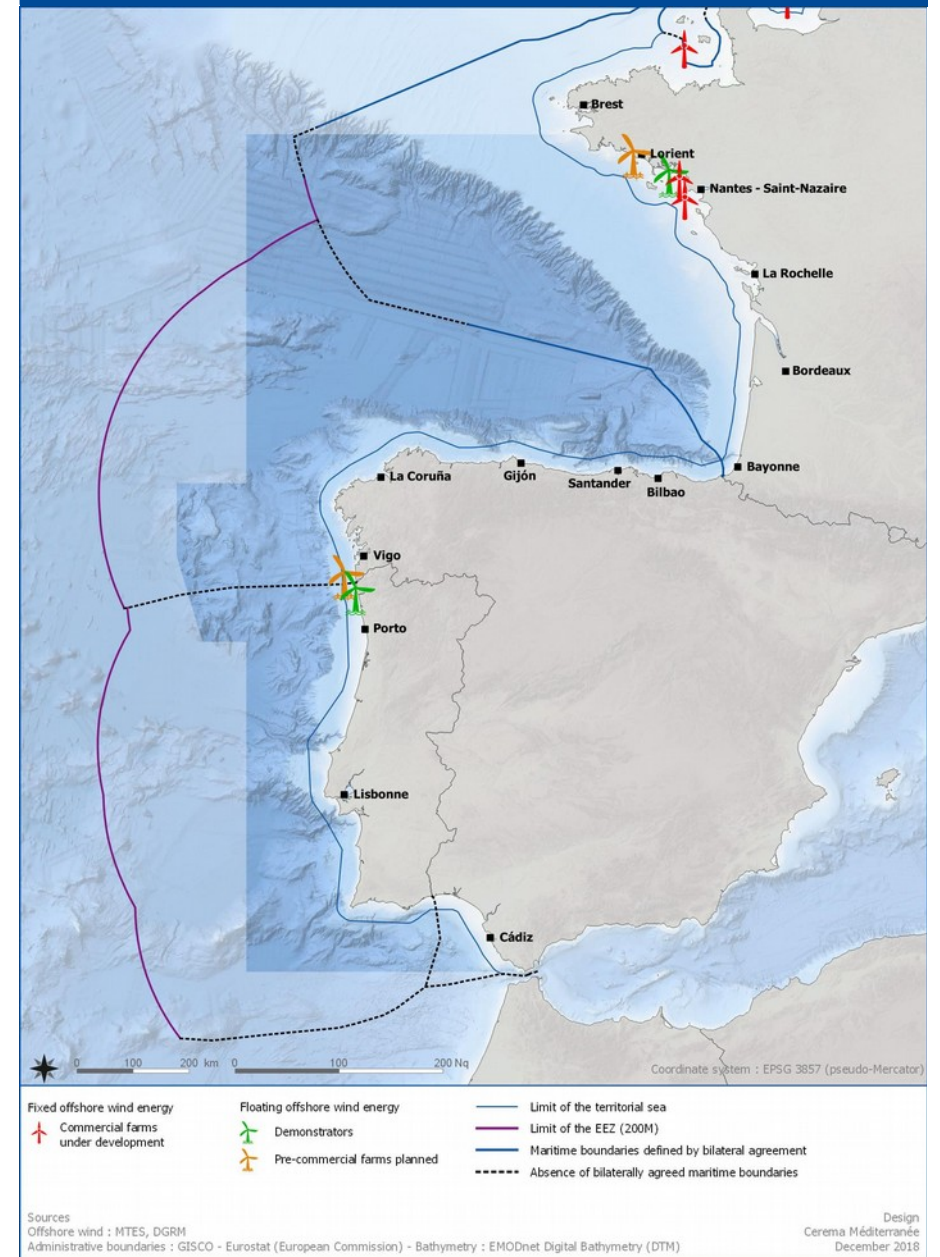 Brest
Lorient
Nantes - Saint-Nazaire
La Rochelle
Bordeaux
Bayonne
La Coruña
Gijón
Santander
Bilbao
Vigo
Porto
Lisbonne
Cádiz
0 100 200 km 0 100 200 Nq
Coordinate system : EPSG 3857 (pseudo-Mercator)
Fixed offshore wind energy
Commercial farms
under development
Floating offshore wind energy
Demonstrators
Pre-commercial farms planned
Limit of the territorial sea
Limit of the EEZ (200M)
Maritime boundaries defined by bilateral agreement
Absence of bilaterally agreed maritime boundaries
Sources
Offshore wind : MTES, DGRM
Administrative boundaries : GISCO - Eurostat (European Commission) - Bathymetry : EMODnet Digital Bathymetry (DTM)
Design
Cerema Méditerranée
December 2018